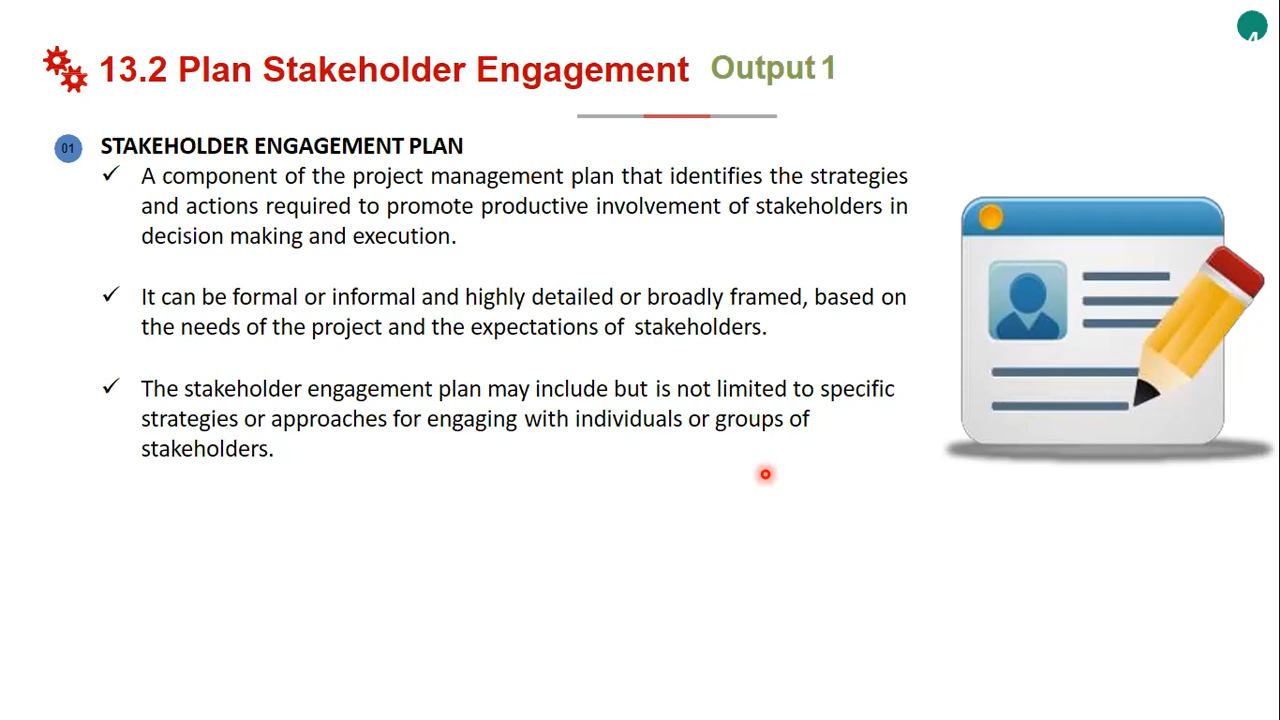 13.2 Plan Stakeholder Engagement Output 1
01 STAKEHOLDER ENGAGEMENT PLAN
✓ A component of the project management plan that identifies the strategies
and actions required to promote productive involvement of stakeholders in
decision making and execution.
✓ It can be formal or informal and highly detailed or broadly framed, based on
the needs of the project and the expectations of stakeholders.
✓ The stakeholder engagement plan may include but is not limited to specific
strategies or approaches for engaging with individuals or groups of
stakeholders.